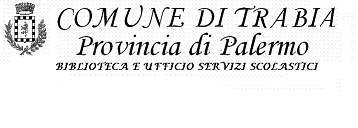 COMUNE DI TRABIA
Provincia di Palermo
BIBLIOTECA E UFFICIO SERVIZI SCOLASTICI